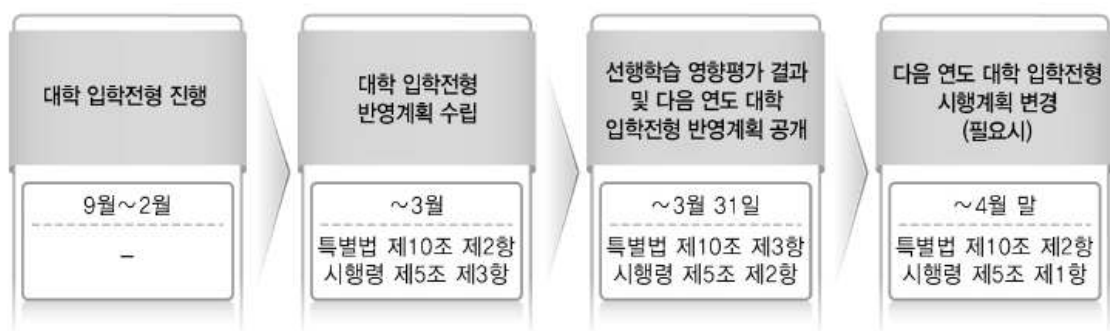 대학 입학전형 진행
9월~2월
-
대학 입학전형
반영계획 수립
~3월
특별법 제10조 제2항
시행령 제5조 제3항
선행학습 영향평가 결과
및 다음 연도 대학
입학전형 반영계획 공개
~3월 31일
특별법 제10조 제3항
시행령 제5조 제2항
다음 연도 대학 입학전형
시행계획 변경
(필요시)
~4월 말
특별법 제10조 제2항
시행령 제5조 제1항